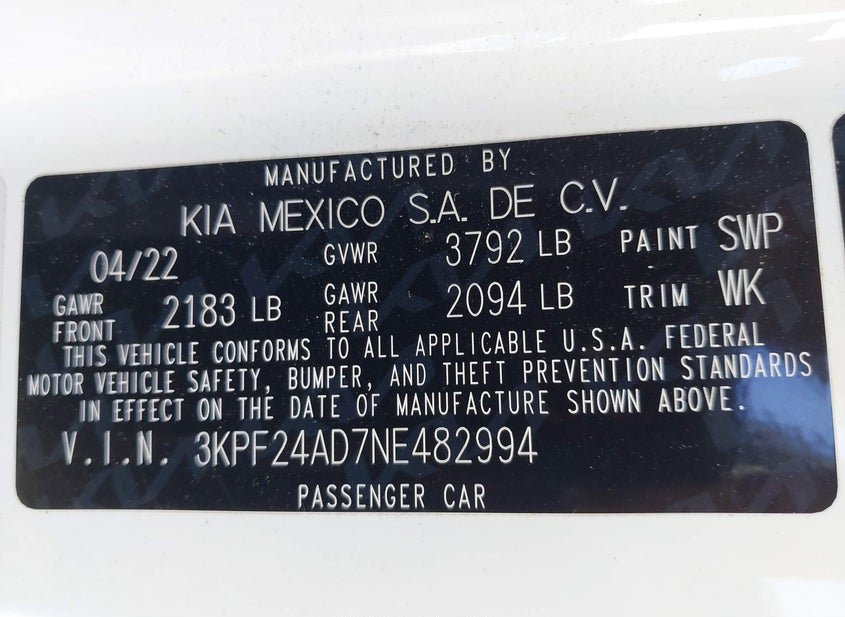 MANUFACTURED BY
KIA MEXICO S.A. DE C.V.
04/22 GVWR 3792 LB PAINT SWP
GAWR FRONT 2183 LB GAWR REAR 2094 LB TRIM WK
THIS VEHICLE CONFORMS TO ALL APPLICABLE U.S.A. FEDERAL
MOTOR VEHICLE SAFETY, BUMPER, AND THEFT PREVENTION STANDARDS
IN EFFECT ON THE DATE OF MANUFACTURE SHOWN ABOVE.
V.I.N. 3KPF24AD7NE482994
PASSENGER CAR